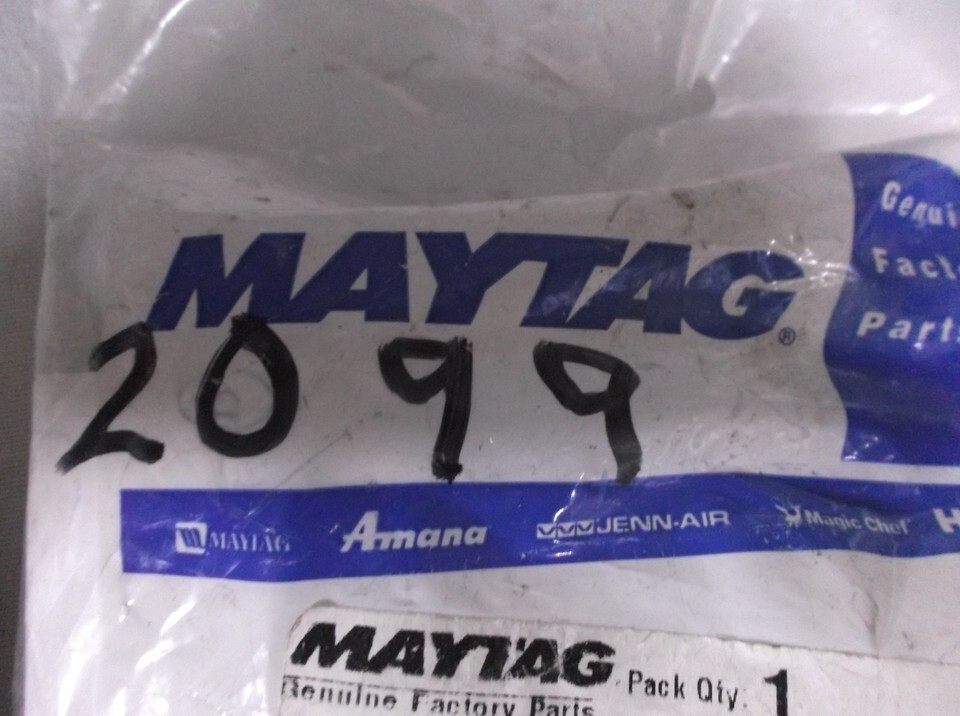 MAYTAG®
Genui
Facto
Parts
2099
MAYTAG Amana JENN-AIR Magic Chef H
MAYTAG Pack Qty. 1
Genuine Factory Parts